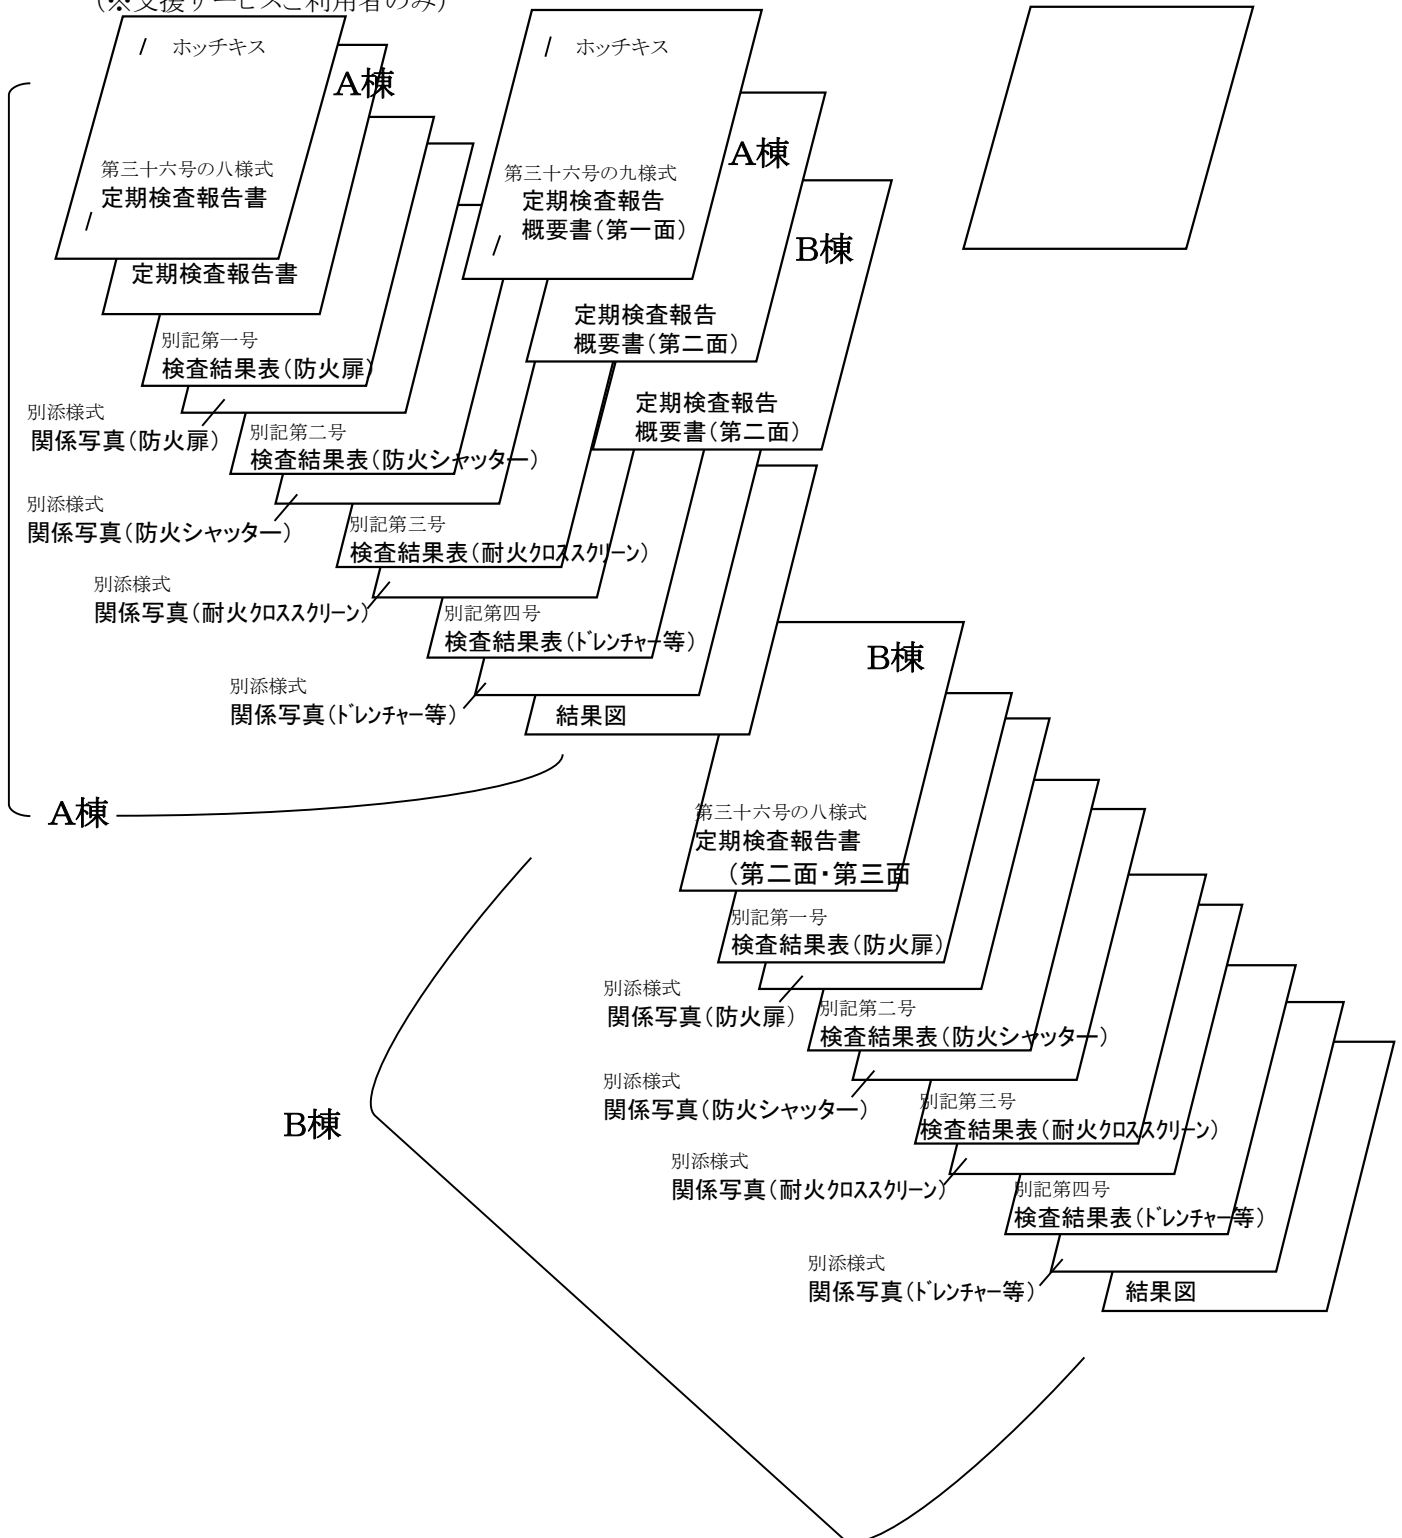 (※支援サービスご利用者のみ)
ホッチキス
A棟
第三十六号の八様式
定期検査報告書
定期検査報告書
別記第一号
検査結果表(防火扉)
別添様式
関係写真(防火扉)
別記第二号
検査結果表(防火シャッター)
別添様式
関係写真(防火シャッター)
別記第三号
検査結果表(耐火クロススクリーン)
別添様式
関係写真(耐火クロススクリーン)
別記第四号
検査結果表(ドレンチャー等)
別添様式
関係写真(ドレンチャー等)
結果図
A棟
ホッチキス
第三十六号の九様式
定期検査報告
概要書(第一面)
A棟
定期検査報告
概要書(第二面)
B棟
定期検査報告
概要書(第二面)
B棟
第三十六号の八様式
定期検査報告書
(第二面・第三面
別記第一号
検査結果表(防火扉)
別添様式
関係写真(防火扉)
別記第二号
検査結果表(防火シャッター)
別添様式
関係写真(防火シャッター)
別記第三号
検査結果表(耐火クロススクリーン)
別添様式
関係写真(耐火クロススクリーン)
別記第四号
検査結果表(ドレンチャー等)
別添様式
関係写真(ドレンチャー等)
結果図
B棟